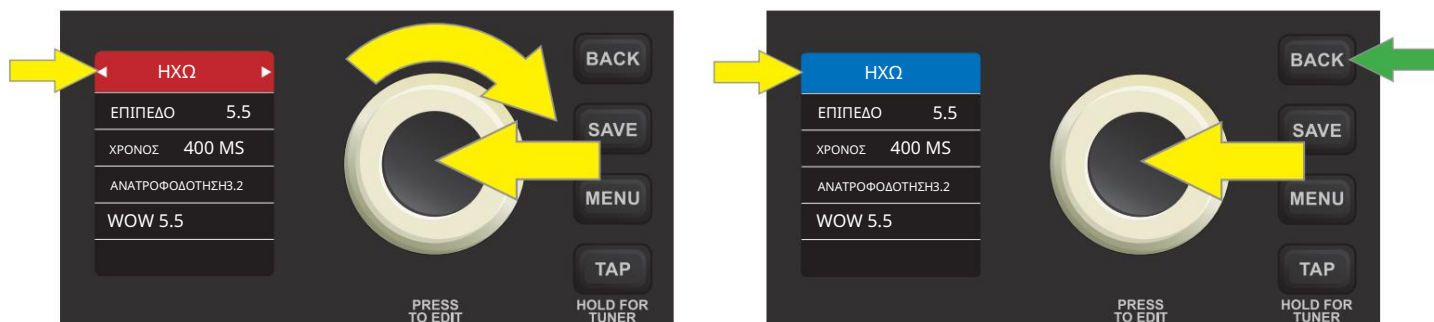 ΗΧΩ
ΕΠΙΠΕΔΟ 5.5
ΧΡΟΝΟΣ 400 MS
ΑΝΑΤΡΟΦΟΔΟΤΗΣΗ3.2
WOW 5.5
BACK
SAVE
MENU
TAP
PRESS
TO EDIT
HOLD FOR
TUNER
ΗΧΩ
ΕΠΙΠΕΔΟ 5.5
ΧΡΟΝΟΣ 400 MS
ΑΝΑΤΡΟΦΟΔΟΤΗΣΗ3.2
WOW 5.5
BACK
SAVE
MENU
TAP
PRESS
TO EDIT
HOLD FOR
TUNER